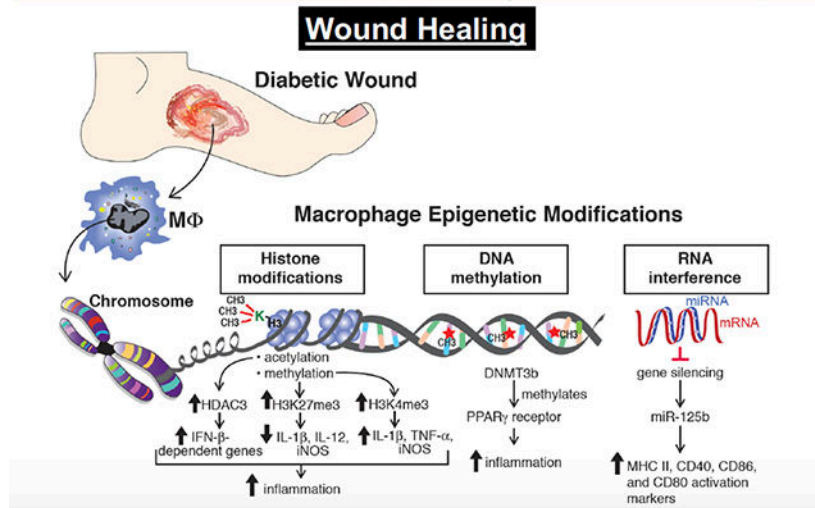 Wound Healing
Diabetic Wound
MΦ
Macrophage Epigenetic Modifications
Histone
modifications
DNA
methylation
RNA
interference
Chromosome
CH3
CH3
CH3
K
H3
CH3
CH3
CH3
miRNA
mRNA
• acetylation
• methylation
HDAC3
H3K27me3
H3K4me3
IFN-β-
dependent genes
IL-1β, IL-12,
iNOS
IL-1β, TNF-α,
iNOS
inflammation
DNMT3b
methylates
PPARγ receptor
inflammation
gene silencing
miR-125b
MHC II, CD40, CD86,
and CD80 activation
markers